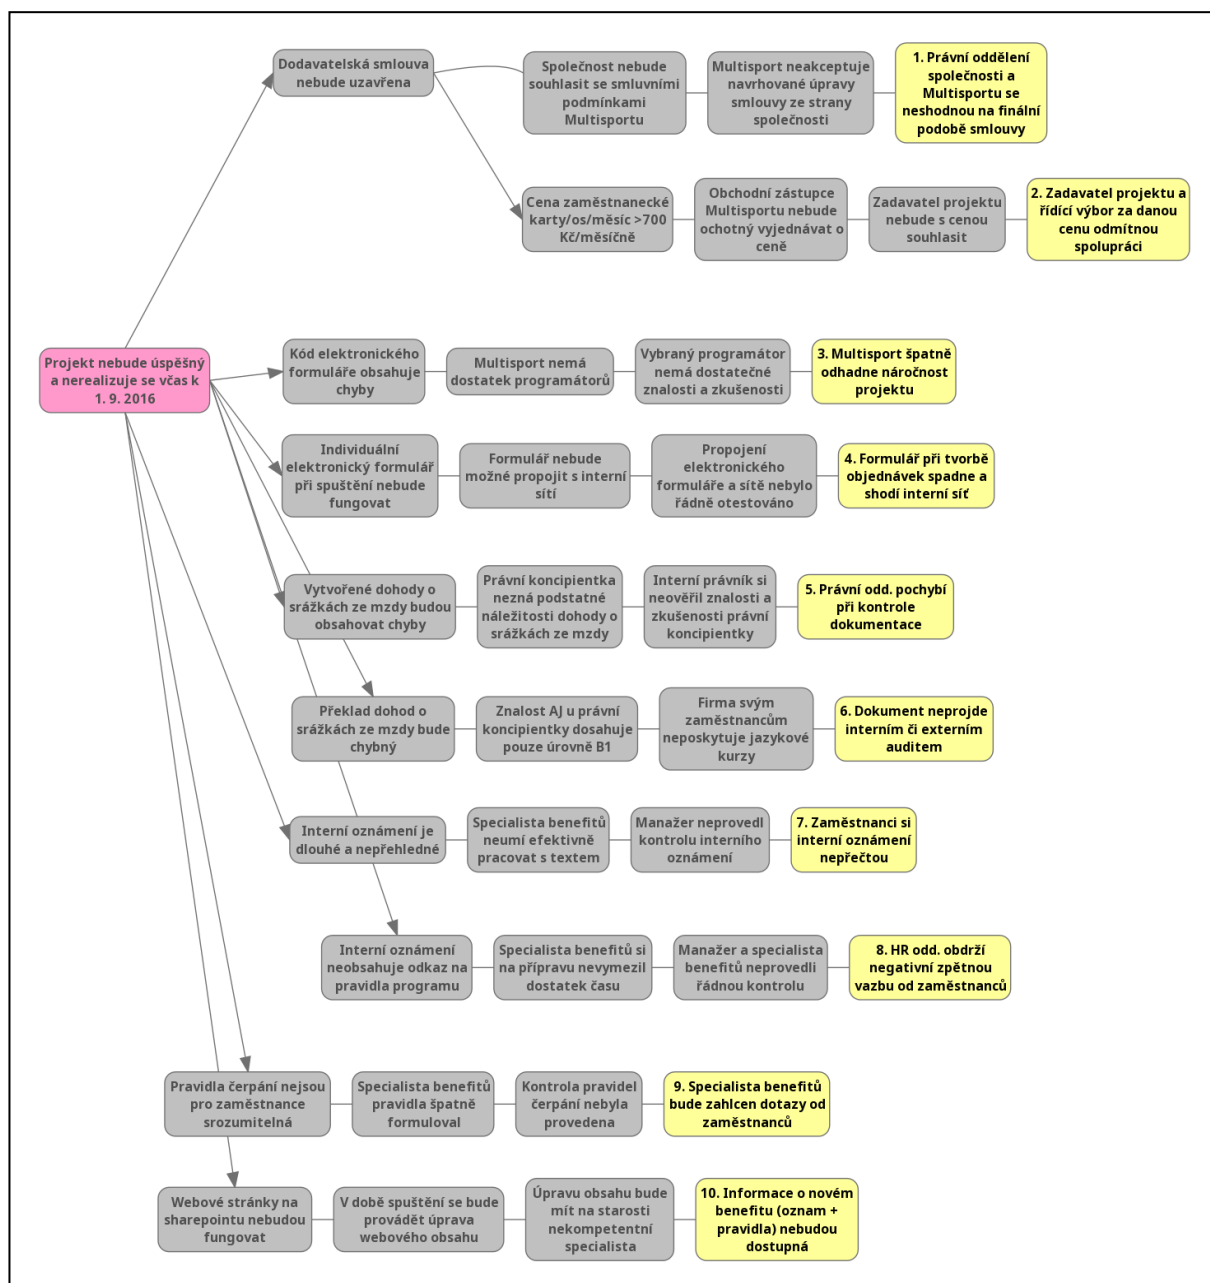 Dodavatelská smlouva
nebude uzavřena
Společnost nebude
souhlasit se smluvními
podmínkami
Multisportu
Multisport neakceptuje
navrhované úpravy
smlouvy ze strany
společnosti
1. Právní oddělení
společnosti a
Multisportu se
neshodnou na finální
podobě smlouvy
Cena zaměstnanecké
karty/os/měsíc >700
Kč/měsíčně
Obchodní zástupce
Multisportu nebude
ochotný vyjednávat o
ceně
Zadavatel projektu
nebude s cenou
souhlasit
2. Zadavatel projektu a
řídící výbor za danou
cenu odmítnou
spolupráci
Projekt nebude úspěšný
a nerealizuje se včas k
1. 9. 2016
Kód elektronického
formuláře obsahuje
chyby
Multisport nemá
dostatek programátorů
Vybraný programátor
nemá dostatečné
znalosti a zkušenosti
3. Multisport špatně
odhadne náročnost
projektu
Individuální
elektronický formulář
při spuštění nebude
fungovat
Formulář nebude
možné propojit s interní
sítí
Propojení
elektronického
formuláře a sítě nebylo
řádně otestováno
4. Formulář při tvorbě
objednávek spadne a
shodí interní síť
Vytvořené dohody o
srážkách ze mzdy budou
obsahovat chyby
Právní koncipientka
nezná podstatné
náležitosti dohody o
srážkách ze mzdy
Interní právník si
neověřil znalosti a
zkušenosti právní
koncipientky
5. Právní odd. pochybí
při kontrole
dokumentace
Překlad dohod o
srážkách ze mzdy bude
chybný
Znalost AJ u právní
koncipientky dosahuje
pouze úrovně B1
Firma svým
zaměstnancům
neposkytuje jazykové
kurzy
6. Dokument neprojde
interním či externím
auditem
Interní oznámení je
dlouhé a nepřehledné
Specialista benefitů
neumí efektivně
pracovat s textem
Manažer neprovedl
kontrolu interního
oznámení
7. Zaměstnanci si
interní oznámení
nepřečtou
Interní oznámení
neobsahuje odkaz na
pravidla programu
Specialista benefitů si
na přípravu nevymezil
dostatek času
Manažer a specialista
benefitů neprovedli
řádnou kontrolu
8. HR odd. obdrží
negativní zpětnou
vazbu od zaměstnanců
Pravidla čerpání nejsou
pro zaměstnance
srozumitelná
Specialista benefitů
pravidla špatně
formuloval
Kontrola pravidel
čerpání nebyla
provedena
9. Specialista benefitů
bude zahlcen dotazy od
zaměstnanců
Webové stránky na
sharepointu nebudou
fungovat
V době spuštění se bude
provádět úprava
webového obsahu
Úpravu obsahu bude
mít na starosti
nekompetentní
specialista
10. Informace o novém
benefitu (oznam +
pravidla) nebudou
dostupná